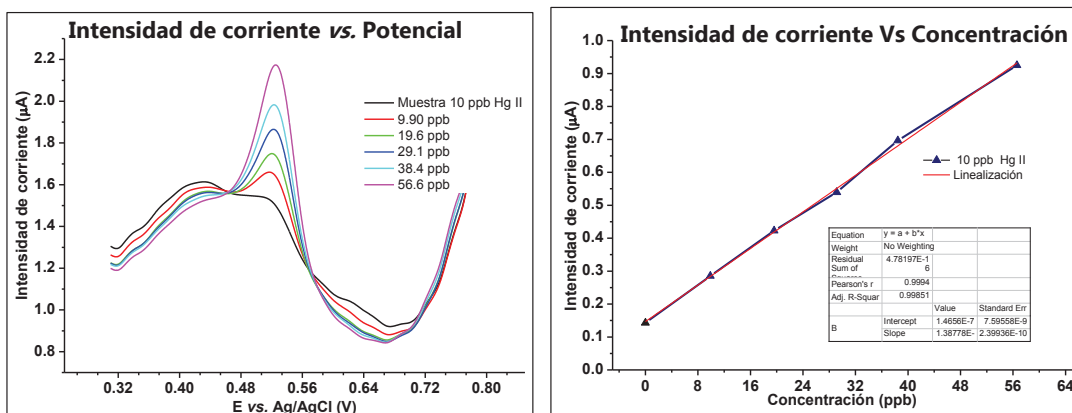 Intensidad de corriente vs. Potencial
Intensidad de corriente (µA)
2.2
2.0
1.8
1.6
1.4
1.2
1.0
0.8
Muestra 10 ppb Hg II
9.90 ppb
19.6 ppb
29.1 ppb
38.4 ppb
56.6 ppb
0.32 0.40 0.48 0.56 0.64 0.72 0.80
E vs. Ag/AgCl (V)
Intensidad de corriente Vs Concentración
Intensidad de corriente (µA)
1.0
0.9
0.8
0.7
0.6
0.5
0.4
0.3
0.2
0.1
0.0
10 ppb Hg II
Linealización
Equation y = a + b*x
Weight No Weighting
Residual 4.78197E-1
Sum of 6
Pearson's r 0.9994
Adj. R-Squar 0.99851
Value Standard Err
B Intercept 1.4656E-7 7.59558E-9
Slope 1.38778E- 2.39936E-10
0 8 16 24 32 40 48 56 64
Concentración (ppb)